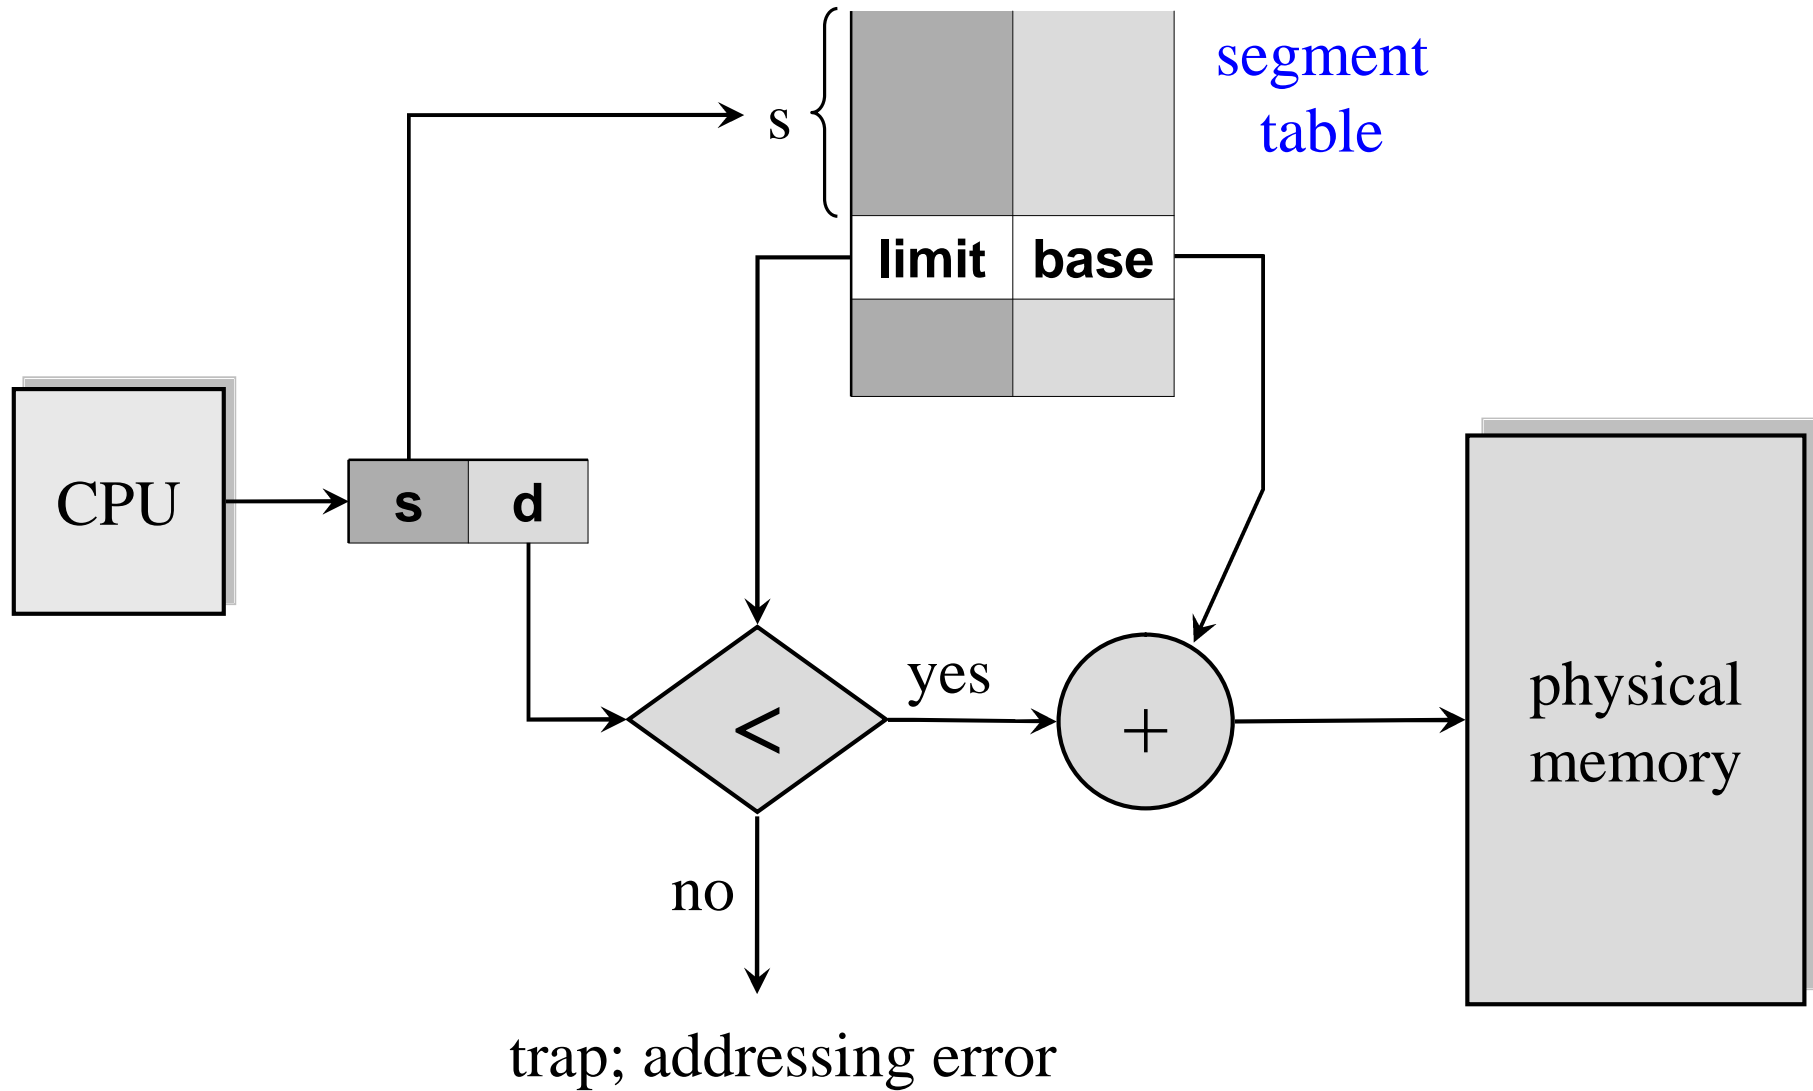 segment
table
s
limit base
CPU
s d
yes
<
+
physical
memory
no
trap; addressing error